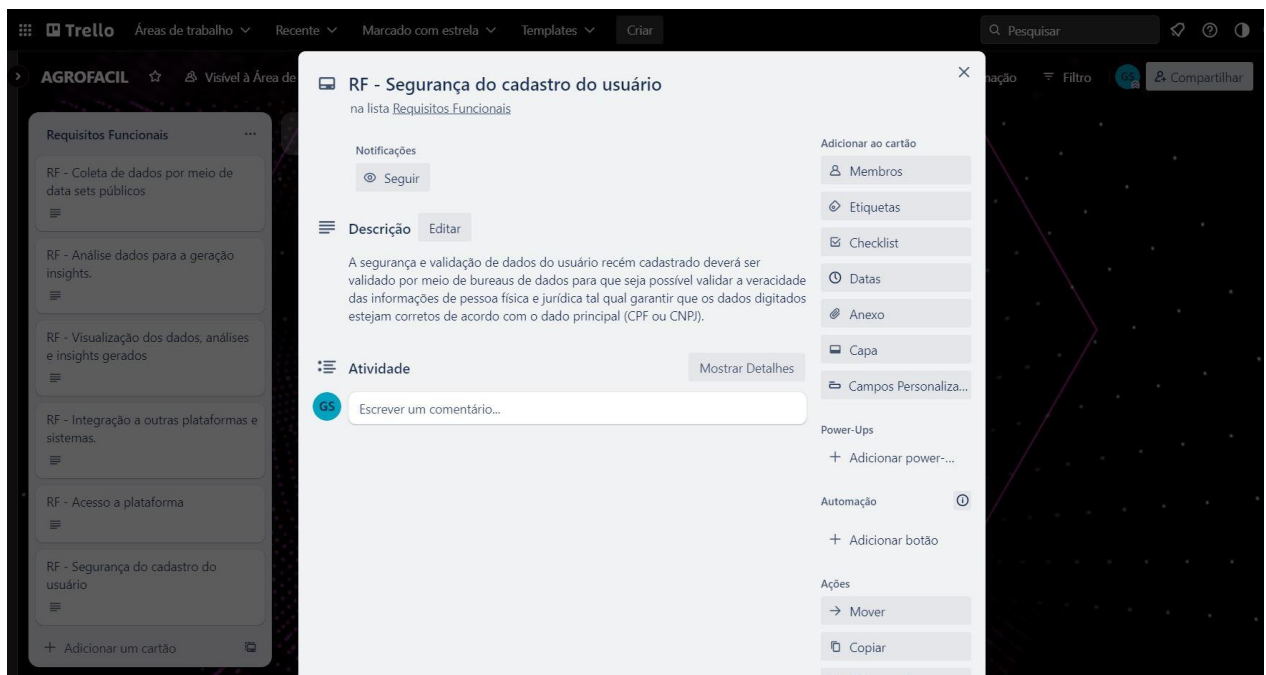 Trello Áreas de trabalho Recente Marcado com estrela Templates Criar Pesquisar
AGROFACIL Visível à Área de
mação Filtro GS Compartilhar
Requisitos Funcionais
RF - Coleta de dados por meio de
data sets públicos
RF - Análise dados para a geração
insights.
RF - Visualização dos dados, análises
e insights gerados
RF - Integração a outras plataformas e
sistemas.
RF - Acesso a plataforma
RF - Segurança do cadastro do
usuário
+ Adicionar um cartão
RF - Segurança do cadastro do usuário
na lista Requisitos Funcionais
Notificações
Seguir
Descrição Editar
A segurança e validação de dados do usuário recém cadastrado deverá ser
validado por meio de bureaus de dados para que seja possível validar a veracidade
das informações de pessoa física e jurídica tal qual garantir que os dados digitados
estejam corretos de acordo com o dado principal (CPF ou CNPJ).
Atividade Mostrar Detalhes
GS Escrever um comentário...
Adicionar ao cartão
Membros
Etiquetas
Checklist
Datas
Anexo
Capa
Campos Personaliza...
Power-Ups
+ Adicionar power-...
Automação
+ Adicionar botão
Ações
Mover
Copiar